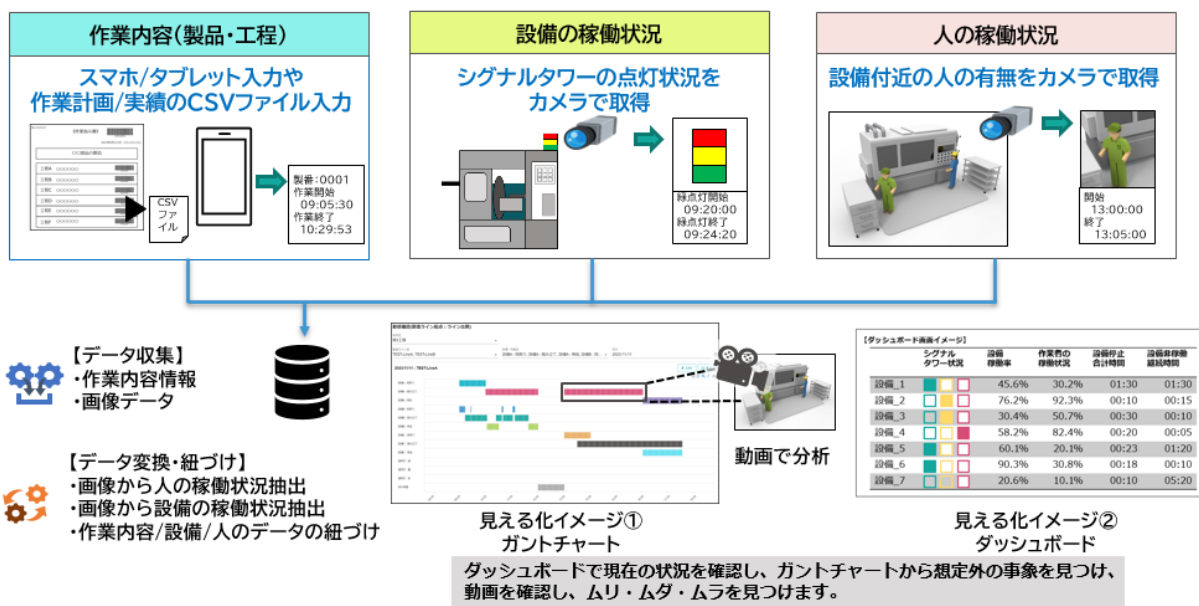 作業内容(製品・工程)
スマホ/タブレット入力や
作業計画/実績のCSVファイル入力
CSV
ファ
イル
製番:0001
作業開始
09:05:30
作業終了
10:29:53
設備の稼働状況
シグナルタワーの点灯状況を
カメラで取得
緑点灯開始
09:20:00
緑点灯終了
09:24:20
人の稼働状況
設備付近の人の有無をカメラで取得
開始
13:00:00
終了
13:05:00
【データ収集】
・作業内容情報
・画像データ
【データ変換・紐づけ】
・画像から人の稼働状況抽出
・画像から設備の稼働状況抽出
・作業内容/設備/人のデータの紐づけ
動画で分析
見える化イメージ①
ガントチャート
【ダッシュボード画面イメージ】
シグナルタワー状況 設備稼働率 作業者の稼働状況 設備停止合計時間 設備非稼働継続時間
設備_1 45.6% 30.2% 01:30 01:30
設備_2 76.2% 92.3% 00:10 00:15
設備_3 30.4% 50.7% 00:30 00:10
設備_4 58.2% 82.4% 00:20 00:05
設備_5 60.1% 20.1% 00:23 01:20
設備_6 90.3% 30.8% 00:18 00:10
設備_7 20.6% 10.1% 00:10 05:20
見える化イメージ②
ダッシュボード
ダッシュボードで現在の状況を確認し、ガントチャートから想定外の事象を見つけ、
動画を確認し、ムリ・ムダ・ムラを見つけます。